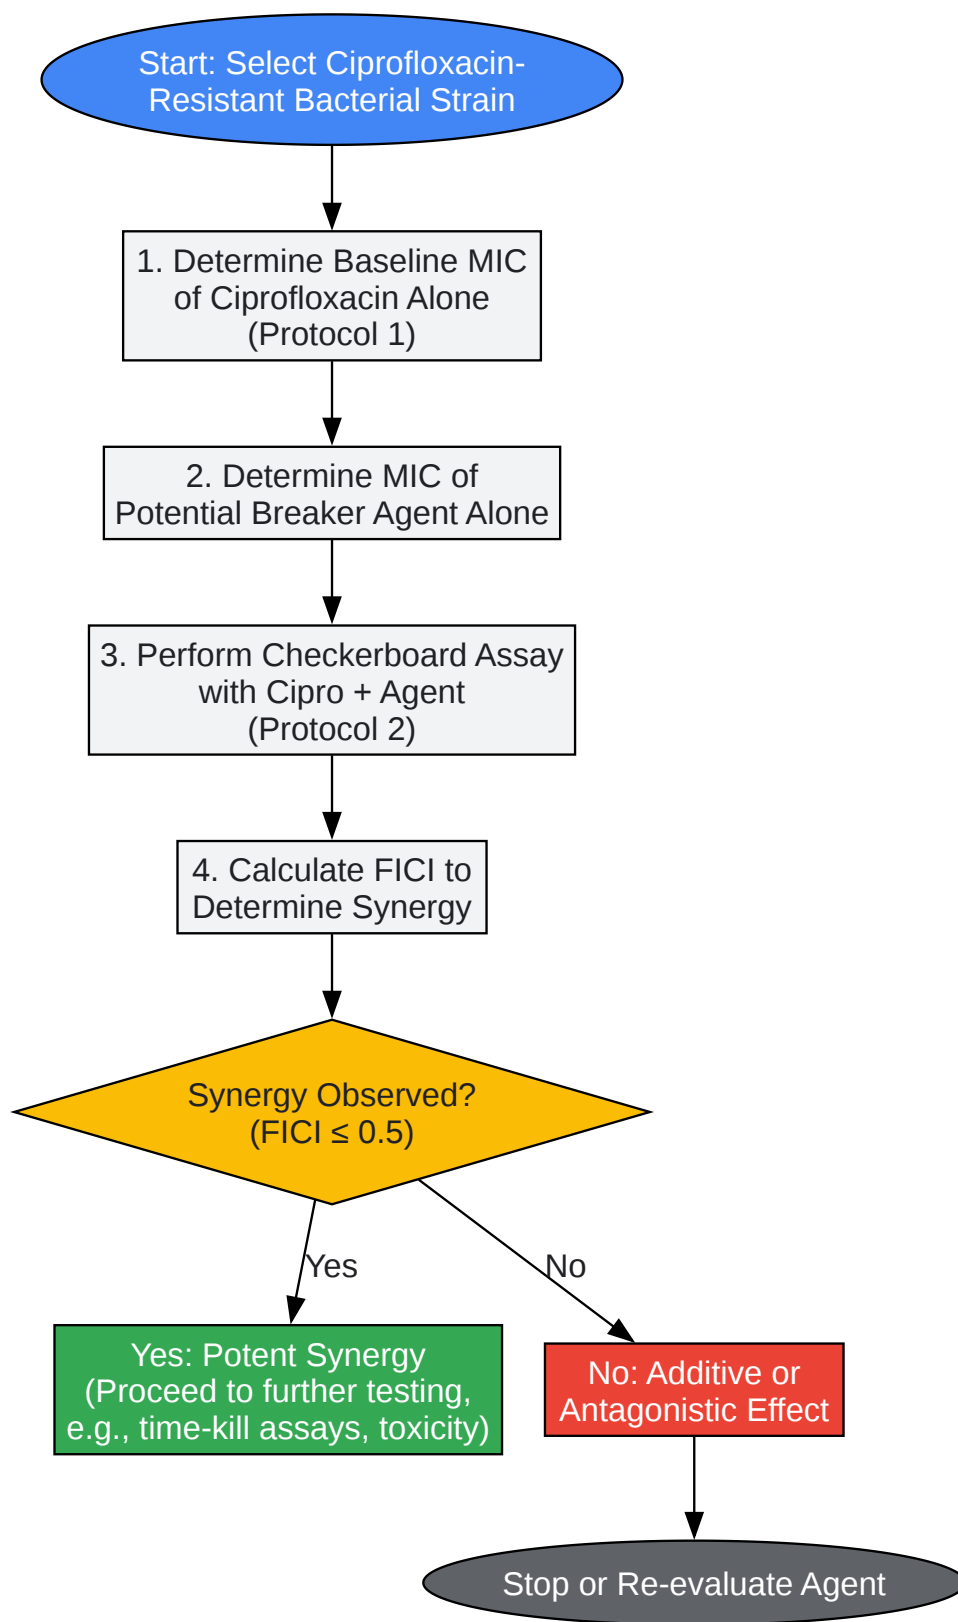 Start: Select Ciprofloxacin-
Resistant Bacterial Strain
1. Determine Baseline MIC
of Ciprofloxacin Alone
(Protocol 1)
2. Determine MIC of
Potential Breaker Agent Alone
3. Perform Checkerboard Assay
with Cipro + Agent
(Protocol 2)
4. Calculate FICI to
Determine Synergy
Synergy Observed?
(FICI ≤ 0.5)
Yes
No
Yes: Potent Synergy
(Proceed to further testing,
e.g., time-kill assays, toxicity)
No: Additive or
Antagonistic Effect
Stop or Re-evaluate Agent